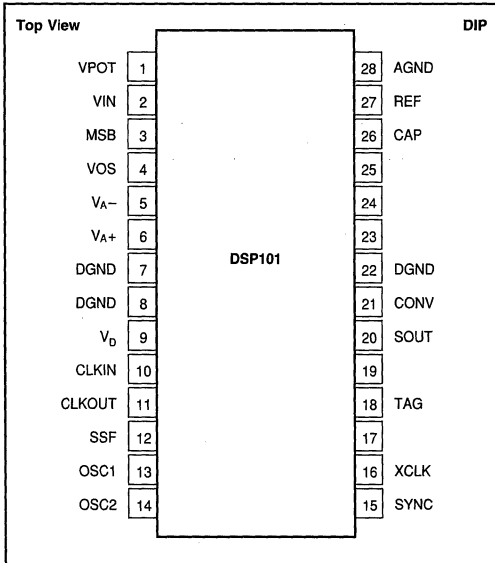 Top View DIP
VPOT 1 28 AGND
VIN 2 27 REF
MSB 3 26 CAP
VOS 4 25
VA− 5 24
VA+ 6 23
DSP101
DGND 7 22 DGND
DGND 8 21 CONV
VD 9 20 SOUT
CLKIN 10 19
CLKOUT 11 18 TAG
SSF 12 17
OSC1 13 16 XCLK
OSC2 14 15 SYNC